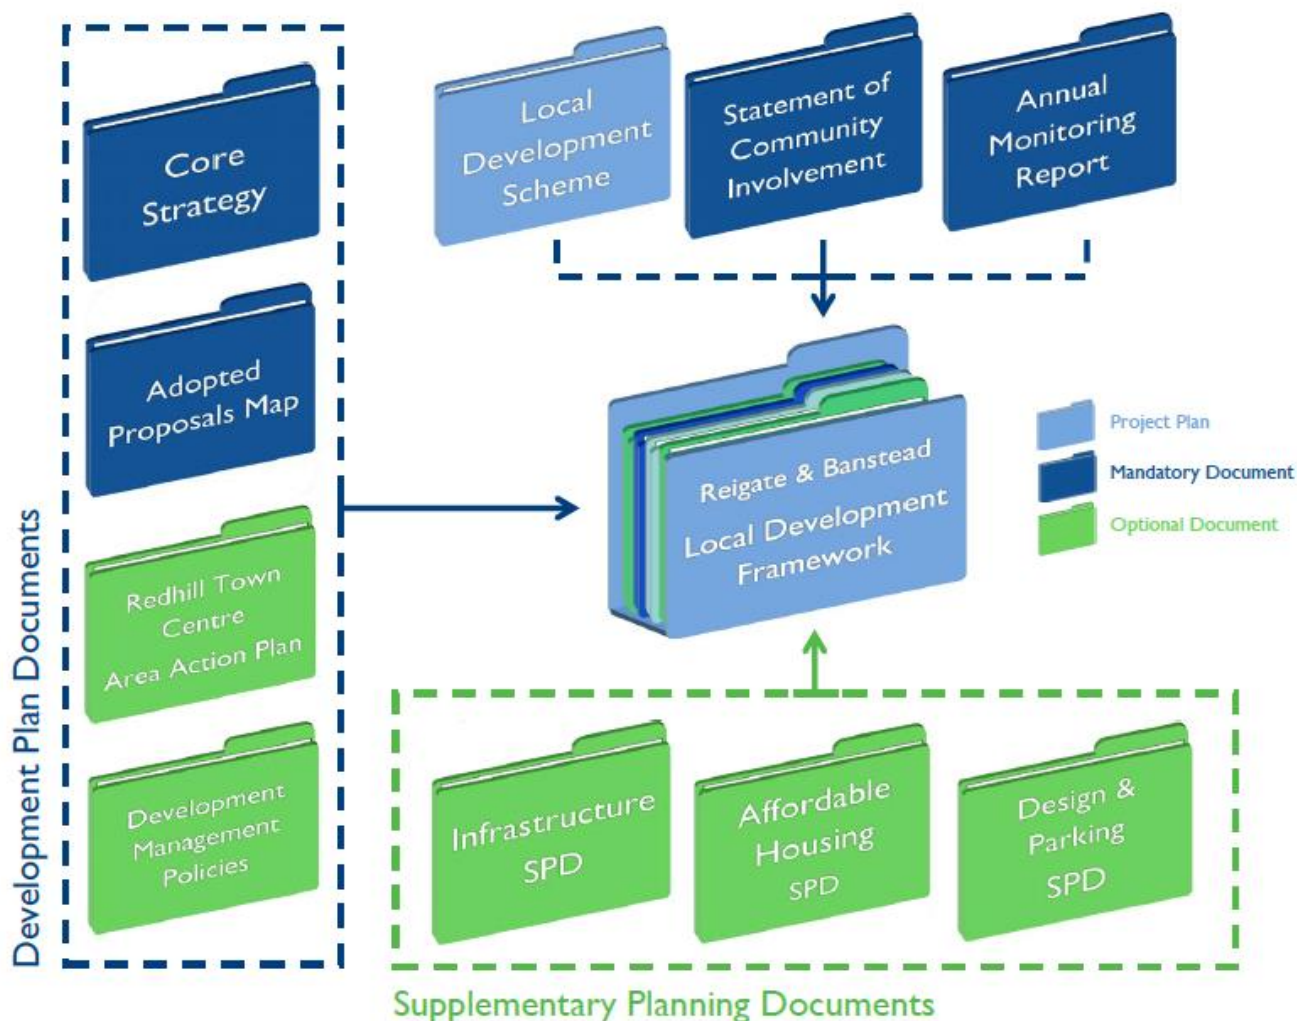 Development Plan Documents
Core
Strategy
Adopted
Proposals Map
Redhill Town
Centre
Area Action Plan
Development
Management
Policies
Local
Development
Scheme
Statement of
Community
Involvement
Annual
Monitoring
Report
Reigate & Banstead
Local Development
Framework
Project Plan
Mandatory Document
Optional Document
Infrastructure
SPD
Affordable
Housing
SPD
Design &
Parking
SPD
Supplementary Planning Documents